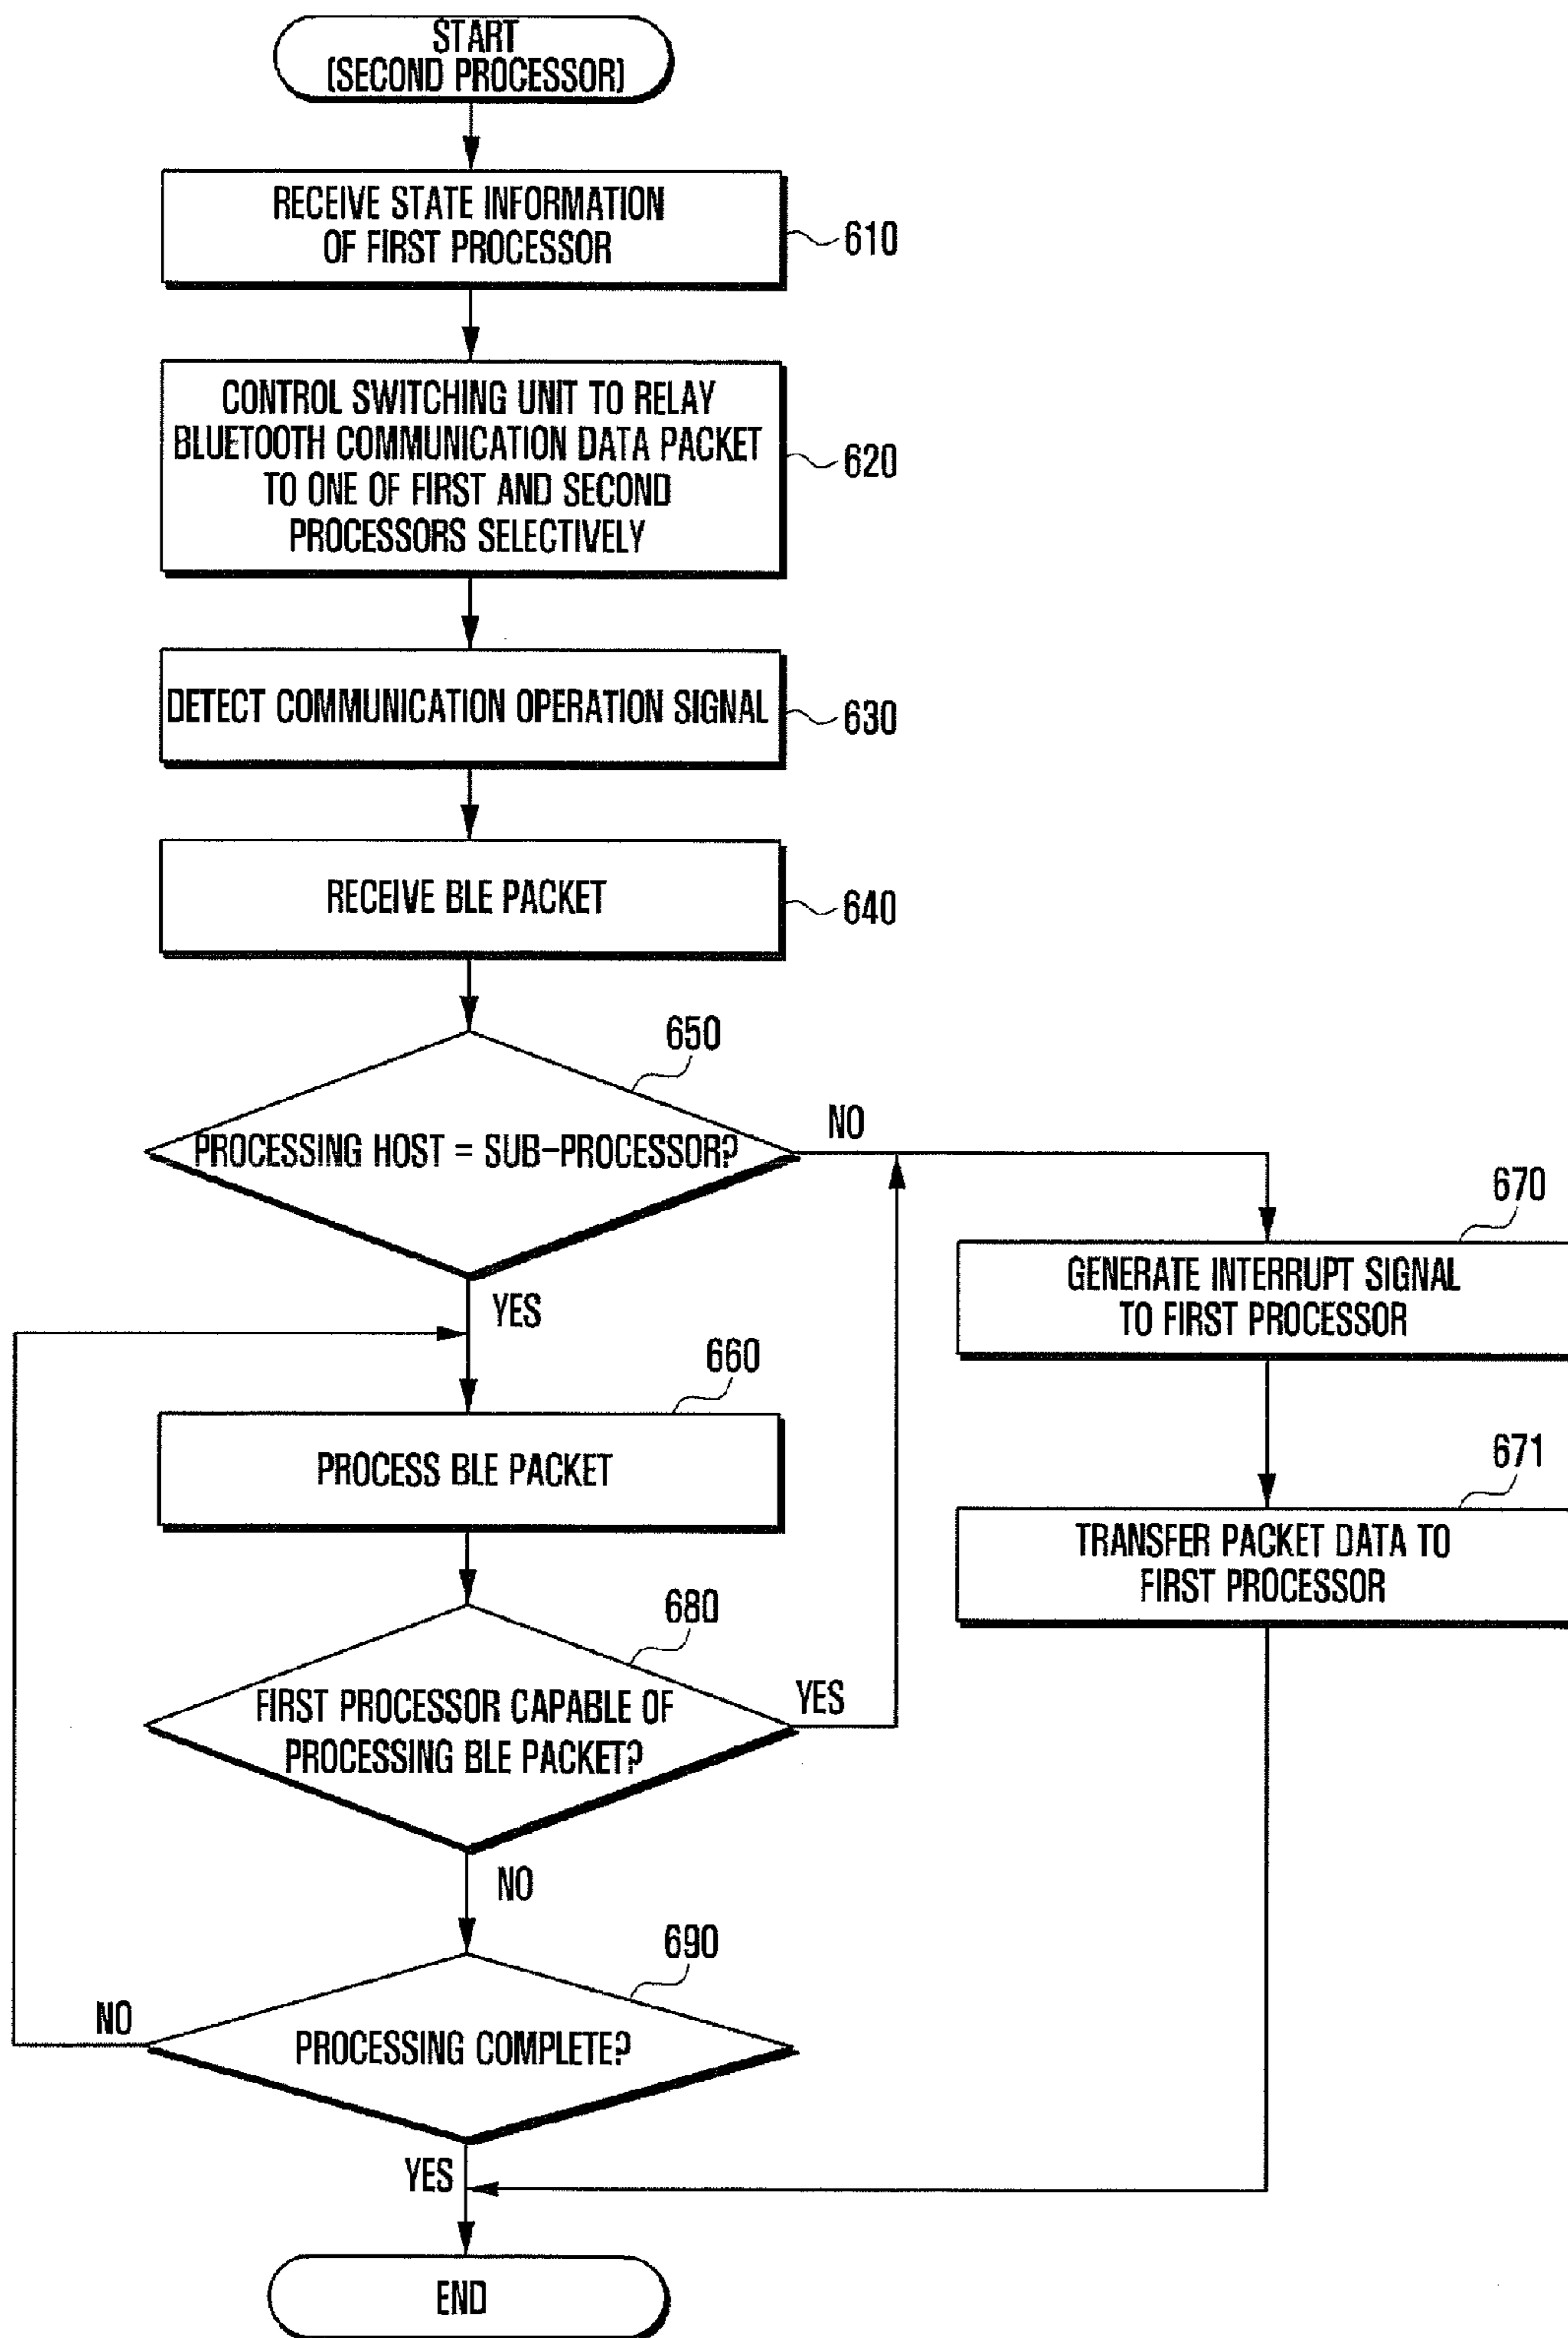 START
(SECOND PROCESSOR)
RECEIVE STATE INFORMATION
OF FIRST PROCESSOR
610
CONTROL SWITCHING UNIT TO RELAY
BLUETOOTH COMMUNICATION DATA PACKET
TO ONE OF FIRST AND SECOND
PROCESSORS SELECTIVELY
620
DETECT COMMUNICATION OPERATION SIGNAL
630
RECEIVE BLE PACKET
640
650
PROCESSING HOST = SUB-PROCESSOR?
NO
YES
670
GENERATE INTERRUPT SIGNAL
TO FIRST PROCESSOR
660
PROCESS BLE PACKET
671
TRANSFER PACKET DATA TO
FIRST PROCESSOR
680
FIRST PROCESSOR CAPABLE OF
PROCESSING BLE PACKET?
YES
NO
690
PROCESSING COMPLETE?
NO
YES
END